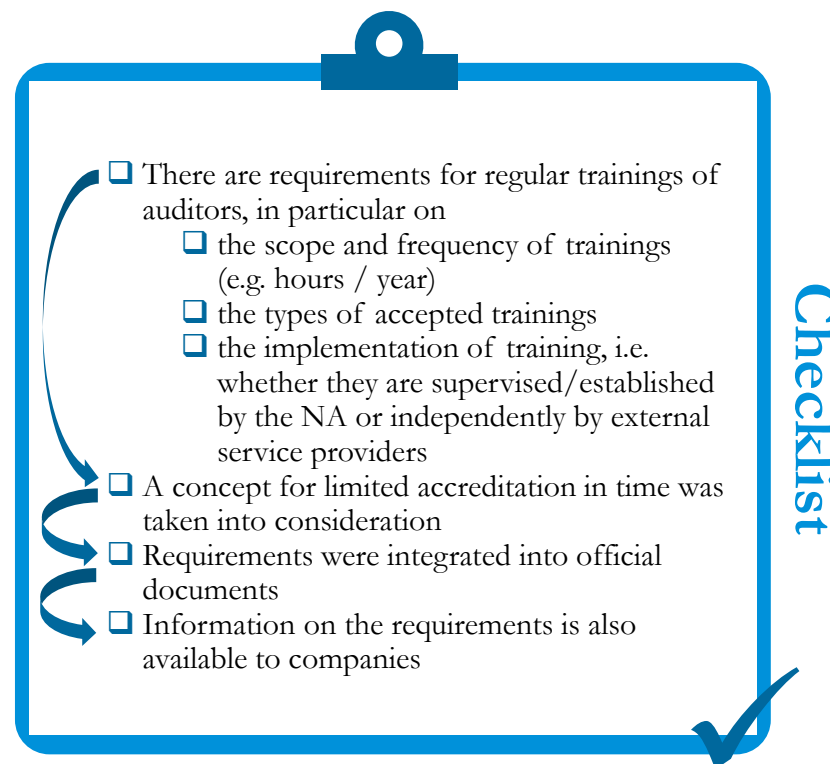 ❑ There are requirements for regular trainings of
auditors, in particular on
❑ the scope and frequency of trainings
(e.g. hours / year)
❑ the types of accepted trainings
❑ the implementation of training, i.e.
whether they are supervised/established
by the NA or independently by external
service providers
❑ A concept for limited accreditation in time was
taken into consideration
❑ Requirements were integrated into official
documents
❑ Information on the requirements is also
available to companies
Checklist